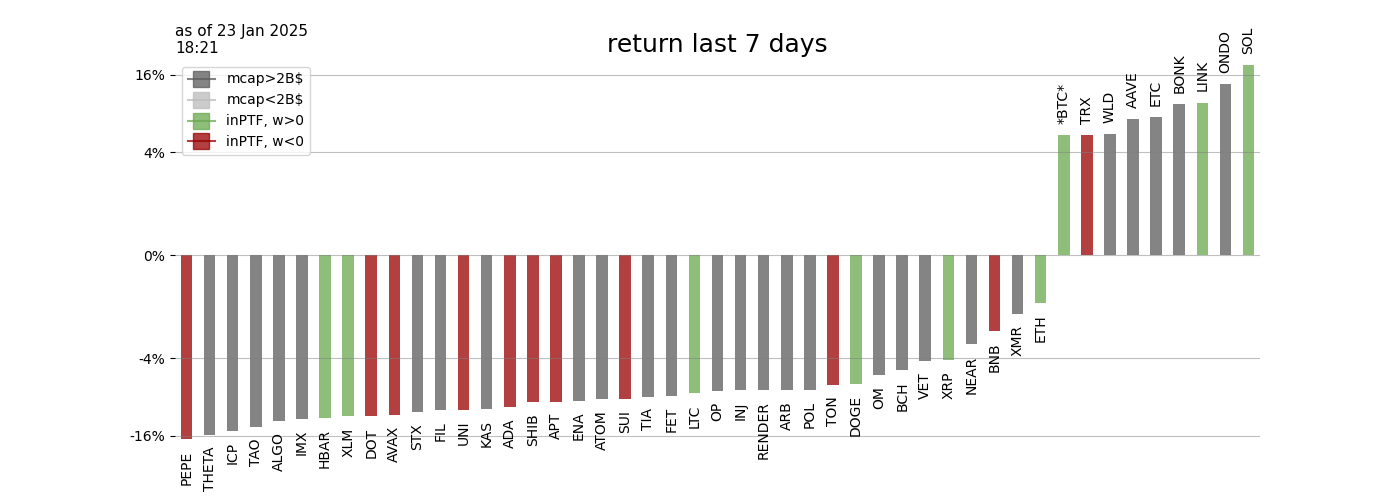 as of 23 Jan 2025
18:21
return last 7 days
mcap>2B$
mcap<2B$
inPTF, w>0
inPTF, w<0
16%
4%
0%
-4%
-16%
PEPE
THETA
ICP
TAO
ALGO
IMX
HBAR
XLM
DOT
AVAX
STX
FIL
UNI
KAS
ADA
SHIB
APT
ENA
ATOM
SUI
TIA
FET
LTC
OP
INJ
RENDER
ARB
POL
TON
DOGE
OM
BCH
VET
XRP
NEAR
BNB
XMR
ETH
*BTC*
TRX
WLD
AAVE
ETC
BONK
LINK
ONDO
SOL